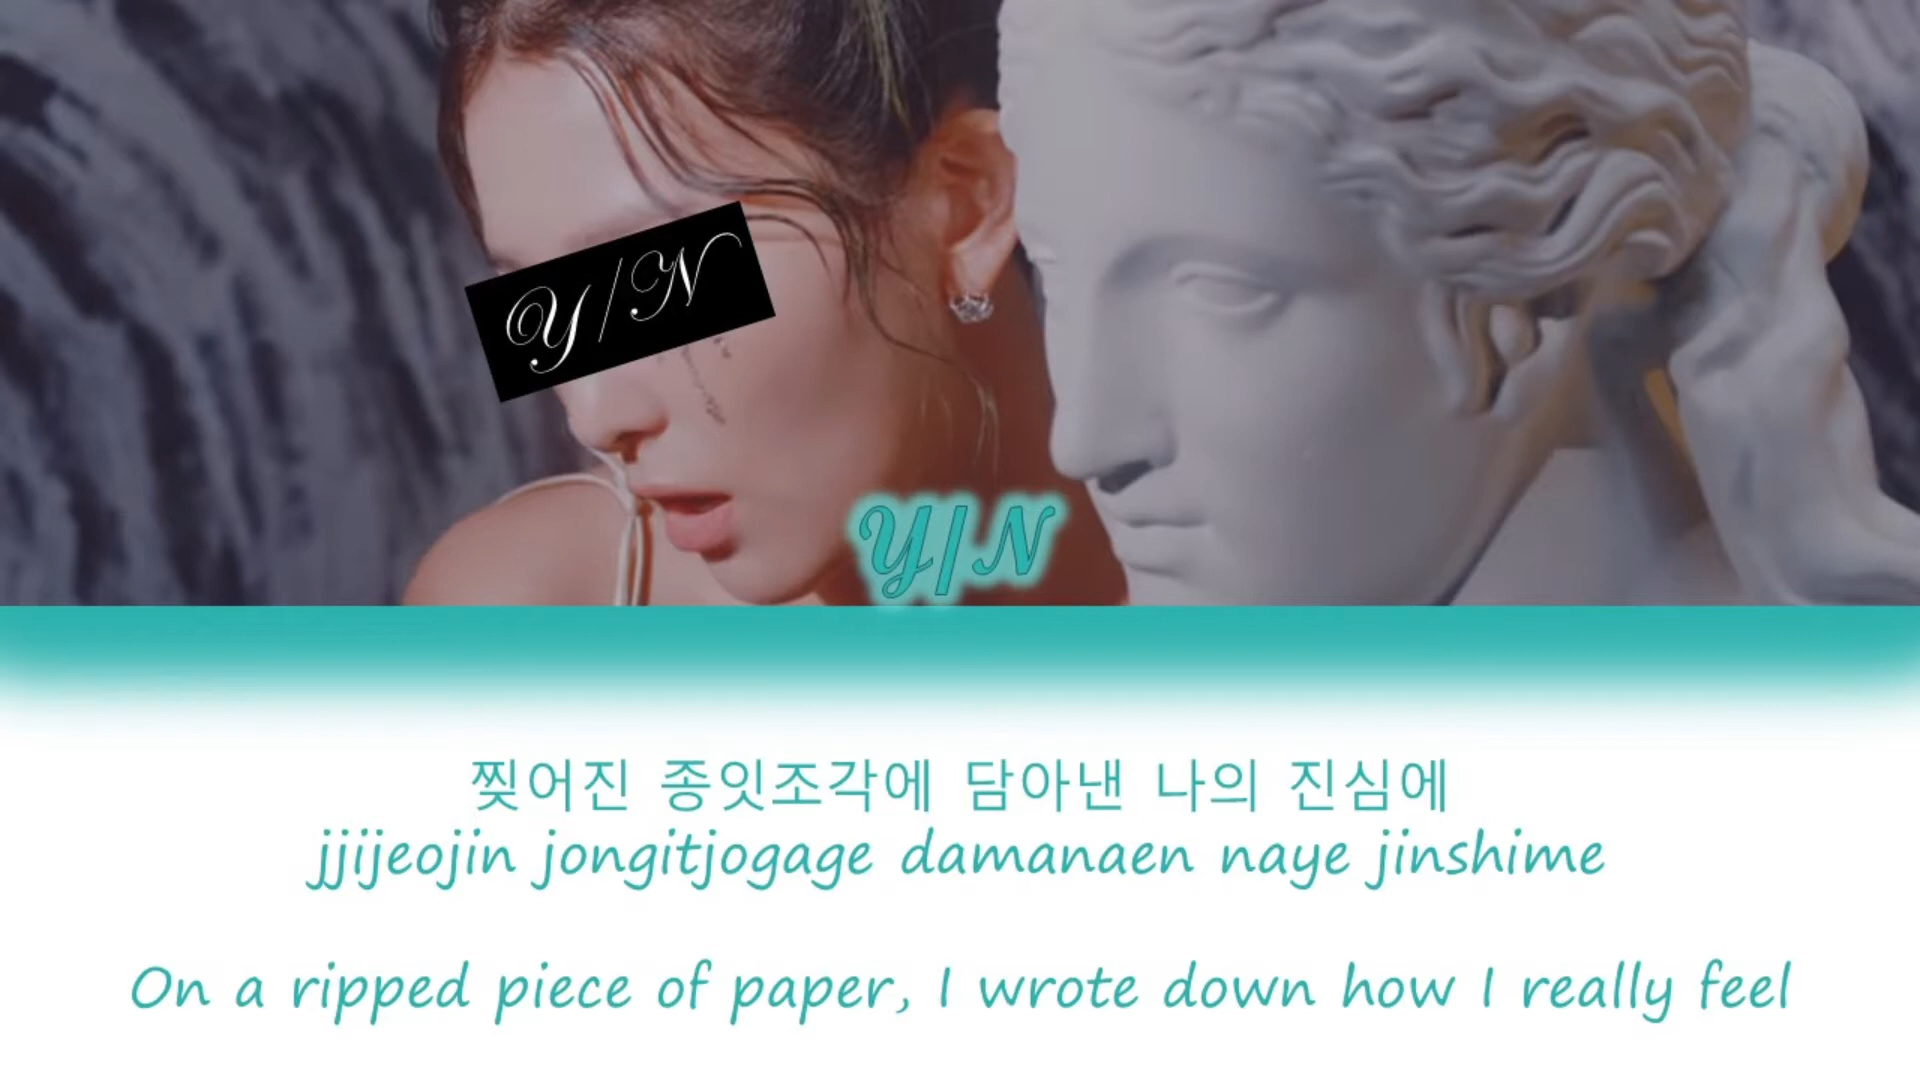 Y/N
Y/N
찢어진 종잇조각에 담아낸 나의 진심에
jjijeojin jongitjogage damanaen naye jinshime
On a ripped piece of paper, I wrote down how I really feel